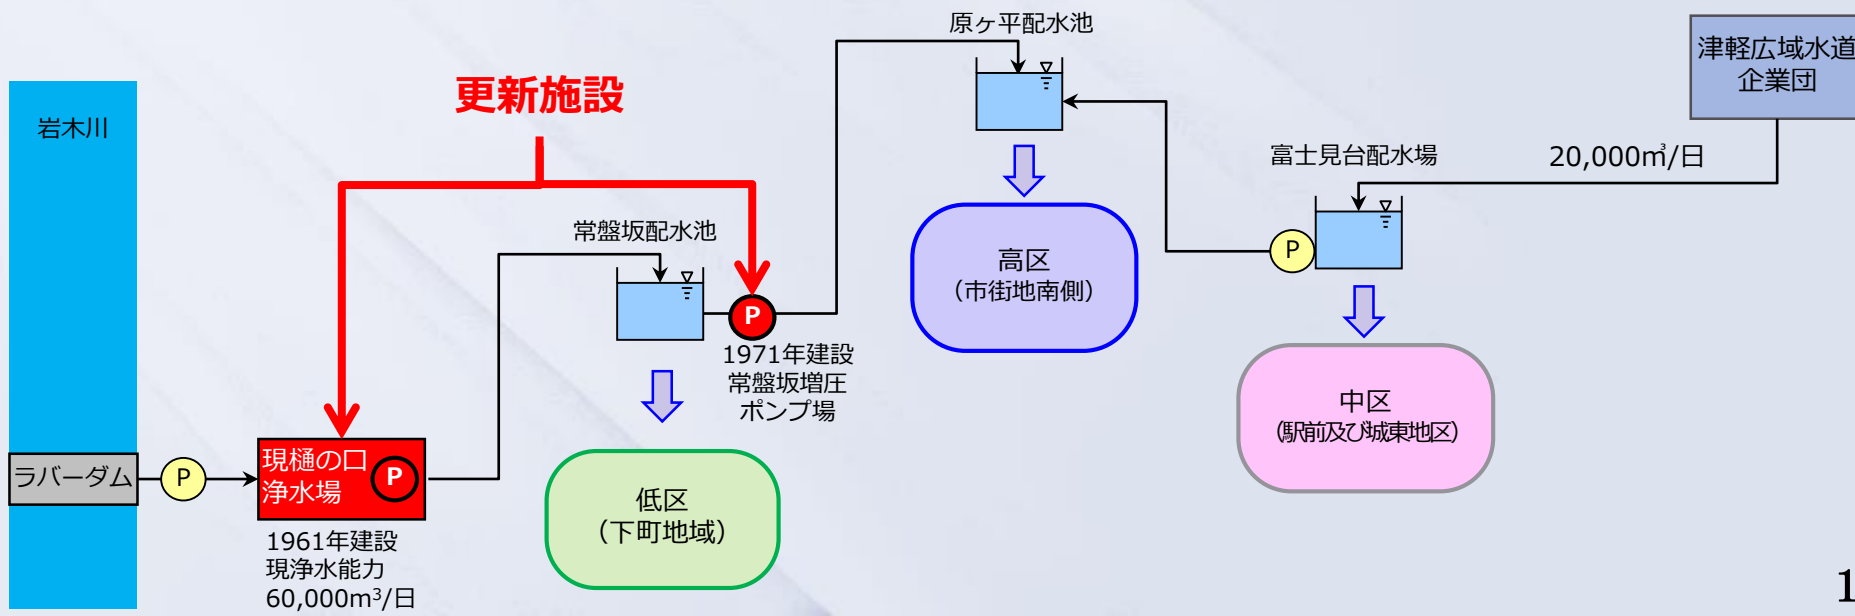 原ヶ平配水池
津軽広域水道
企業団
更新施設
岩木川
富士見台配水場
20,000㎥/日
常盤坂配水池
高区
（市街地南側）
P
P
1971年建設
常盤坂増圧
ポンプ場
中区
（駅前及び城東地区）
ラバーダム
P
現樋の口
浄水場
P
低区
（下町地域）
1961年建設
現浄水能力
60,000m³/日
1